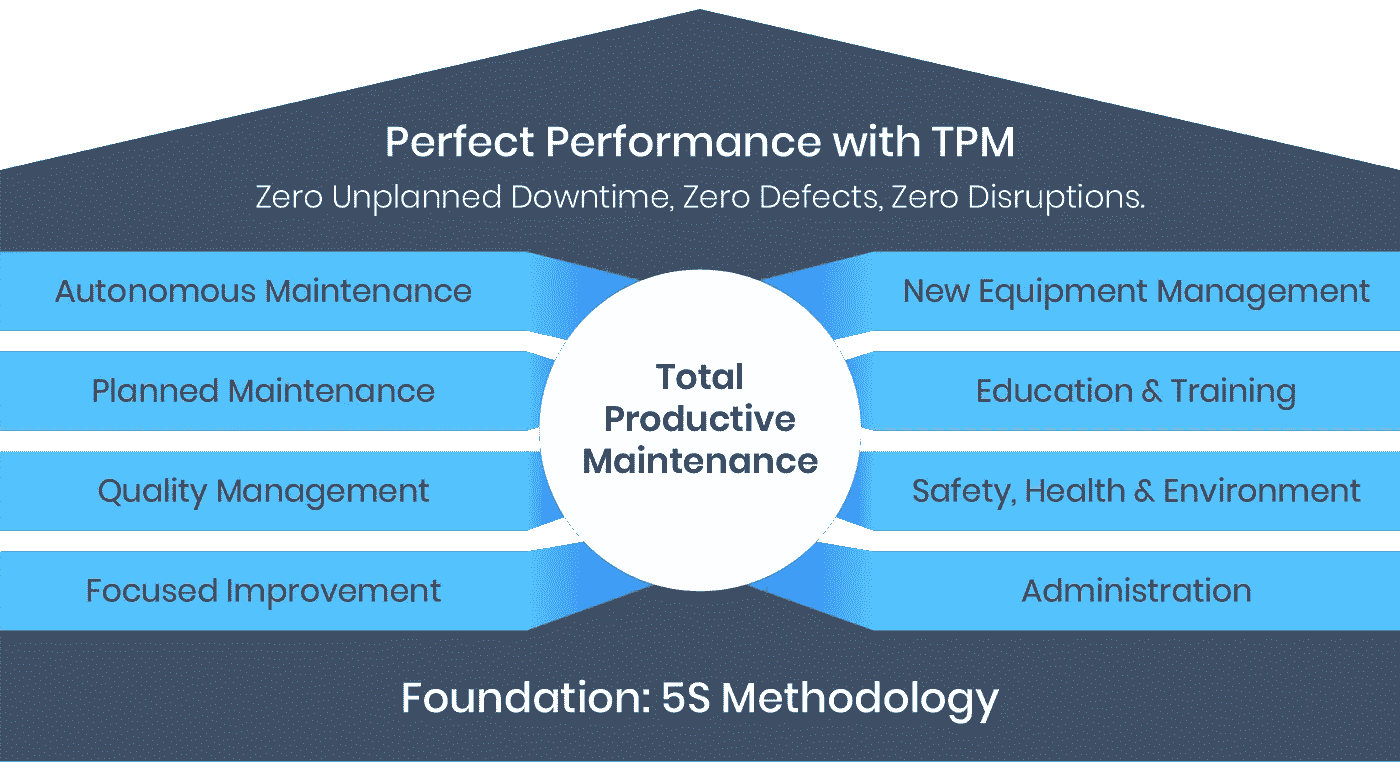 Perfect Performance with TPM
Zero Unplanned Downtime, Zero Defects, Zero Disruptions.
Autonomous Maintenance
Planned Maintenance
Quality Management
Focused Improvement
Total
Productive
Maintenance
New Equipment Management
Education & Training
Safety, Health & Environment
Administration
Foundation: 5S Methodology